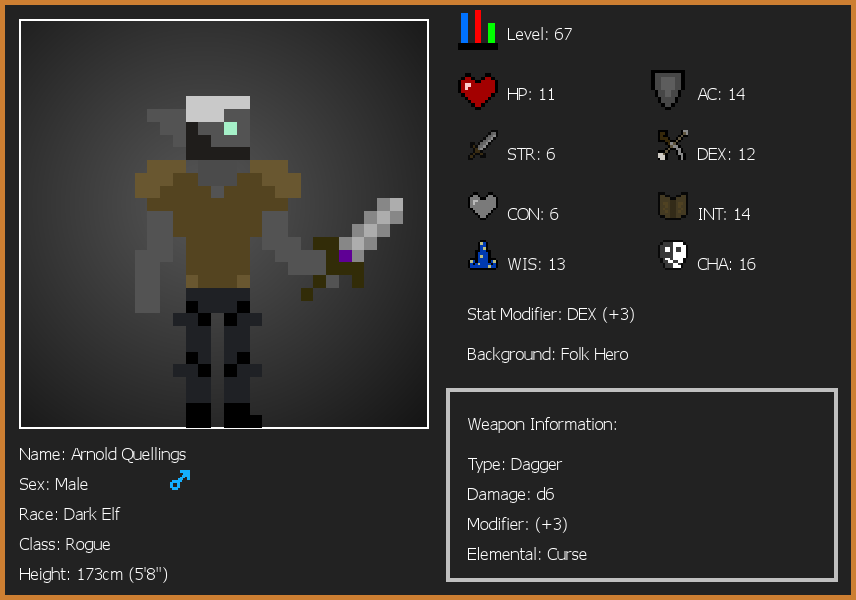 Level: 67
HP: 11
AC: 14
STR: 6
DEX: 12
CON: 6
INT: 14
WIS: 13
CHA: 16
Stat Modifier: DEX (+3)
Background: Folk Hero
Weapon Information:
Type: Dagger
Damage: d6
Modifier: (+3)
Elemental: Curse
Name: Arnold Quellings
Sex: Male
Race: Dark Elf
Class: Rogue
Height: 173cm (5'8")